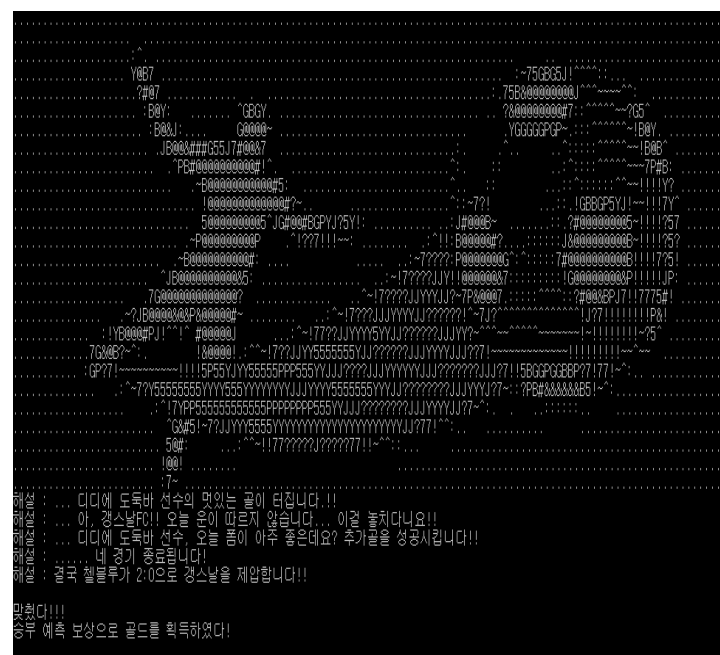 해설 : ... 디디에 도둑바 선수의 멋있는 골이 터집니다.!!
해설 : ... 아, 갱스날FC!! 오늘 운이 따르지 않습니다... 이걸 놓치다니요!!
해설 : ... 디디에 도둑바 선수, 오늘 폼이 아주 좋은데요? 추가골을 성공시킵니다!!
해설 : ...... 네 경기 종료됩니다!
해설 : 결국 첼블루가 2:0으로 갱스날을 제압합니다!!
맞췄다!!!
승부 예측 보상으로 골드를 획득하였다!